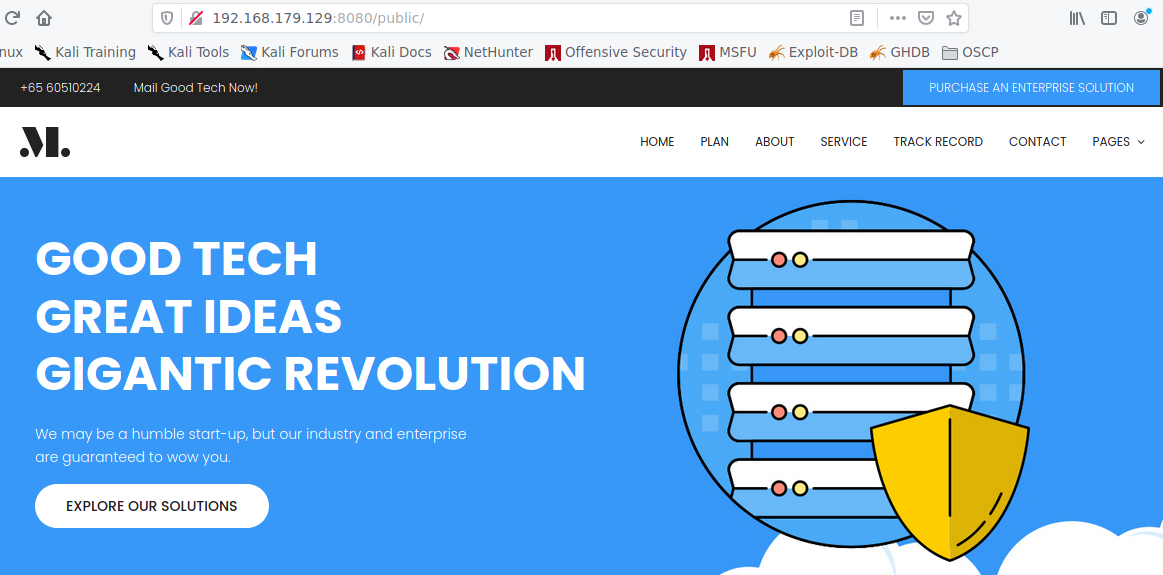 192.168.179.129:8080/public/
nux Kali Training Kali Tools Kali Forums Kali Docs NetHunter Offensive Security MSFU Exploit-DB GHDB OSCP
+65 60510224 Mail Good Tech Now! PURCHASE AN ENTERPRISE SOLUTION
M. HOME PLAN ABOUT SERVICE TRACK RECORD CONTACT PAGES
GOOD TECH
GREAT IDEAS
GIGANTIC REVOLUTION
We may be a humble start-up, but our industry and enterprise
are guaranteed to wow you.
EXPLORE OUR SOLUTIONS